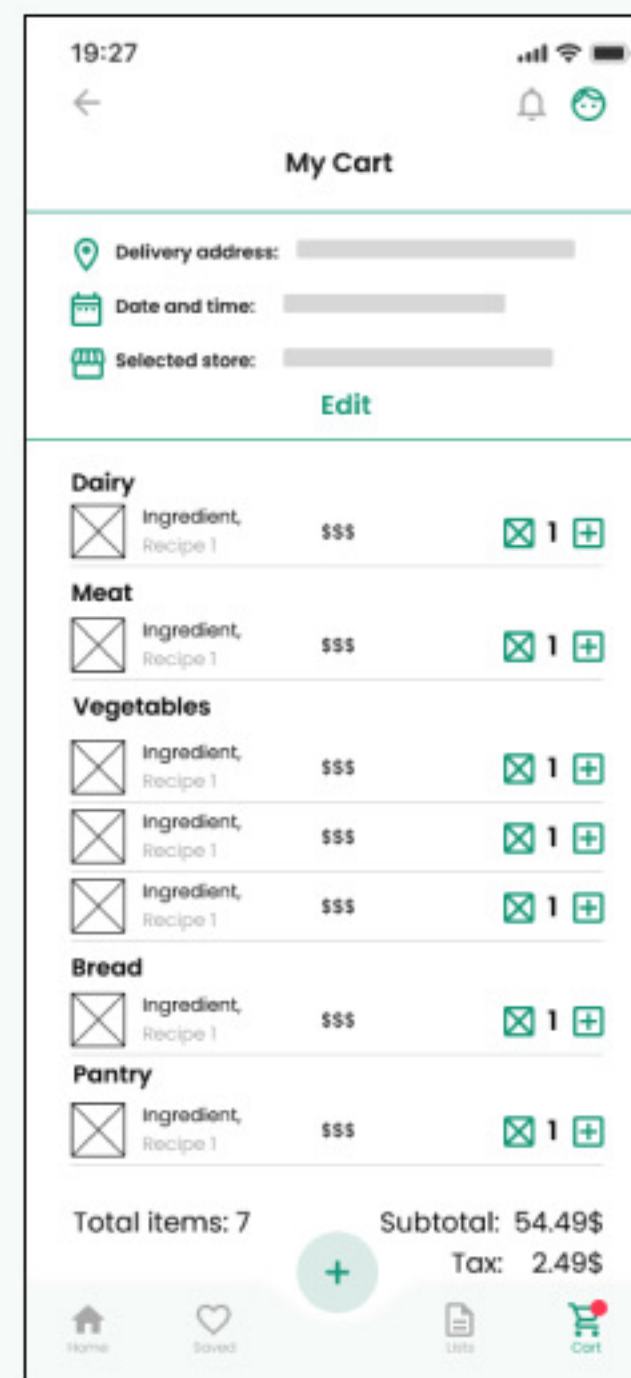 19:27
My Cart
Delivery address:
Date and time:
Selected store:
Edit
Dairy
Ingredient, $$$ 1
Recipe 1
Meat
Ingredient, $$$ 1
Recipe 1
Vegetables
Ingredient, $$$ 1
Recipe 1
Ingredient, $$$ 1
Recipe 1
Ingredient, $$$ 1
Recipe 1
Bread
Ingredient, $$$ 1
Recipe 1
Pantry
Ingredient, $$$ 1
Recipe 1
Total items: 7 Subtotal: 54.49$
Tax: 2.49$
Home Saved Lists Cart